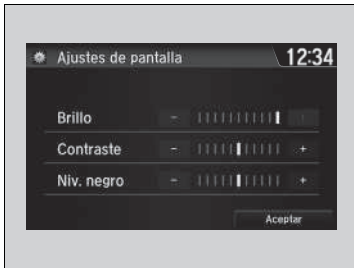 Ajustes de pantalla 12:34
Brillo - 
Contraste - +
Niv. negro - +
Aceptar